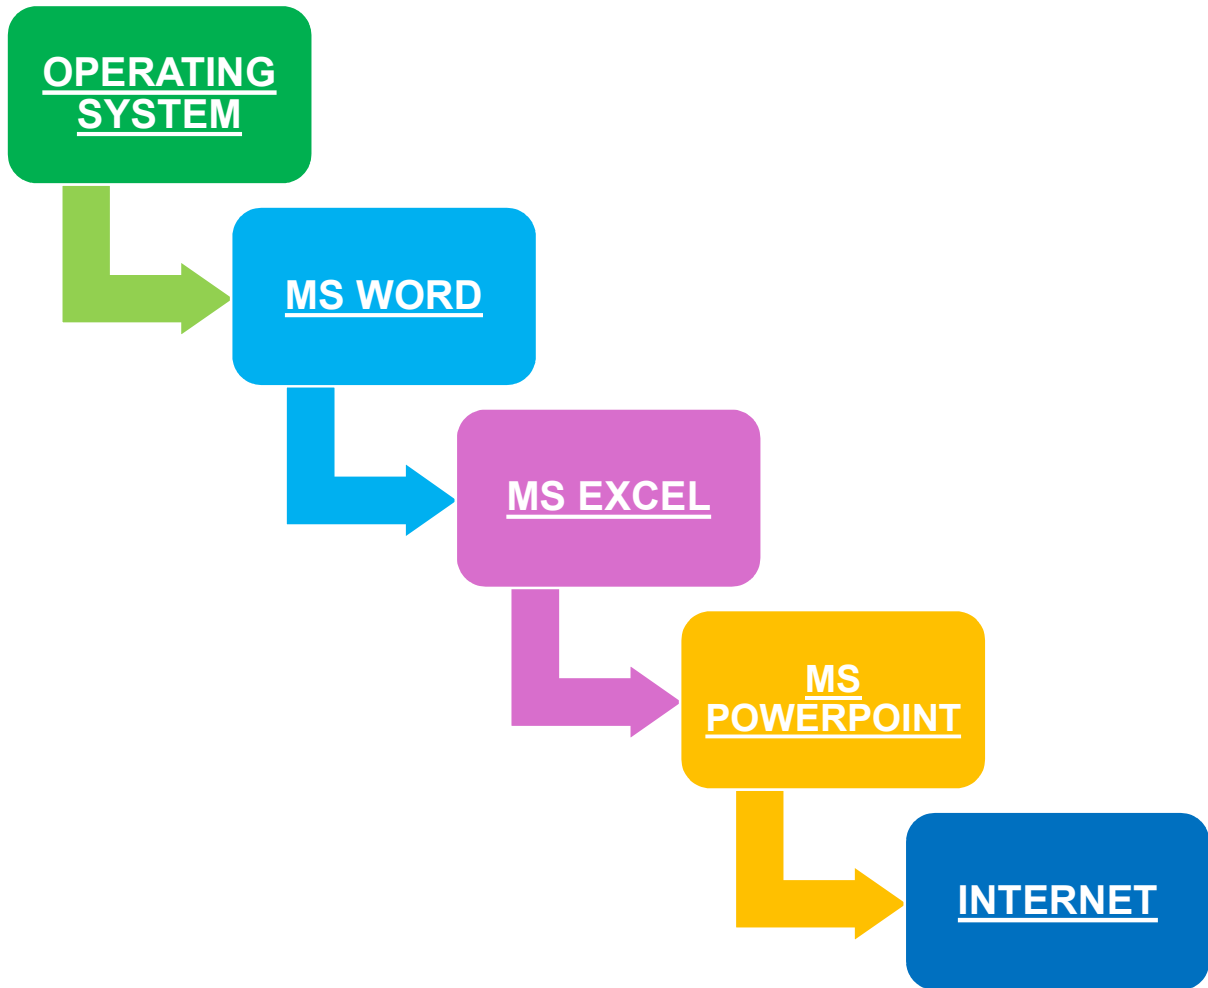 OPERATING
SYSTEM
MS WORD
MS EXCEL
MS
POWERPOINT
INTERNET